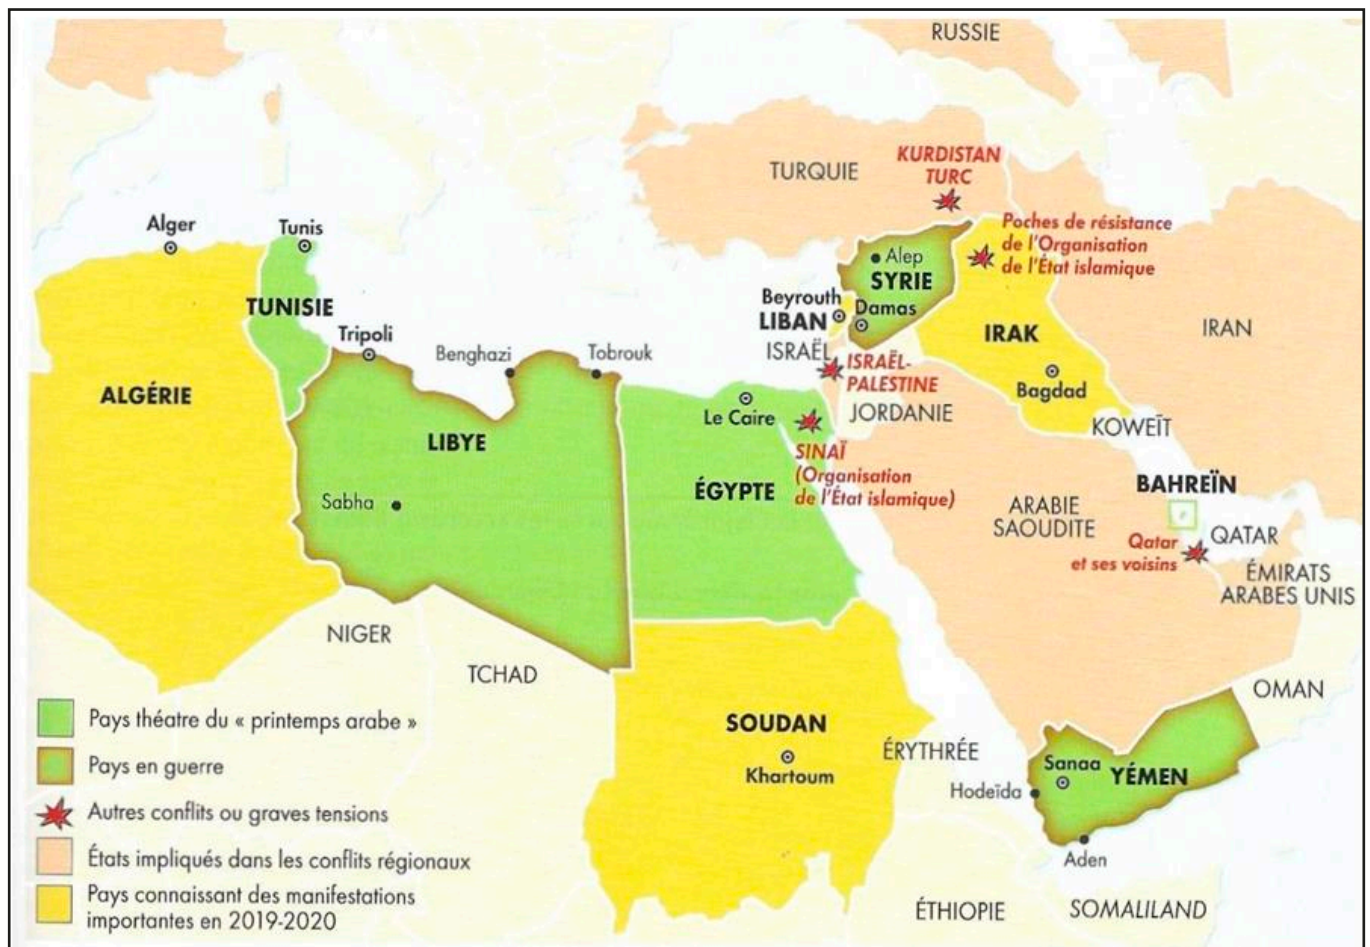 RUSSIE
TURQUIE
KURDISTAN
TURC
Poches de résistance
de l'Organisation
de l'État islamique
Alger
Tunis
Alep
SYRIE
TUNISIE
Beyrouth
LIBAN
Damas
Tripoli
Benghazi
Tobrouk
ISRAËL
ISRAËL-
PALESTINE
IRAK
IRAN
Bagdad
ALGÉRIE
LIBYE
Le Caire
JORDANIE
KOWEÏT
SINAÏ
(Organisation
de l'État islamique)
Sabha
ÉGYPTE
BAHREÏN
ARABIE
SAOUDITE
Qatar
et ses voisins
QATAR
ÉMIRATS
ARABES UNIS
NIGER
TCHAD
OMAN
SOUDAN
Khartoum
ÉRYTHRÉE
Sanaa
YÉMEN
Hodeïda
Aden
ÉTHIOPIE
SOMALILAND
Pays théatre du « printemps arabe »
Pays en guerre
Autres conflits ou graves tensions
États impliqués dans les conflits régionaux
Pays connaissant des manifestations
importantes en 2019-2020